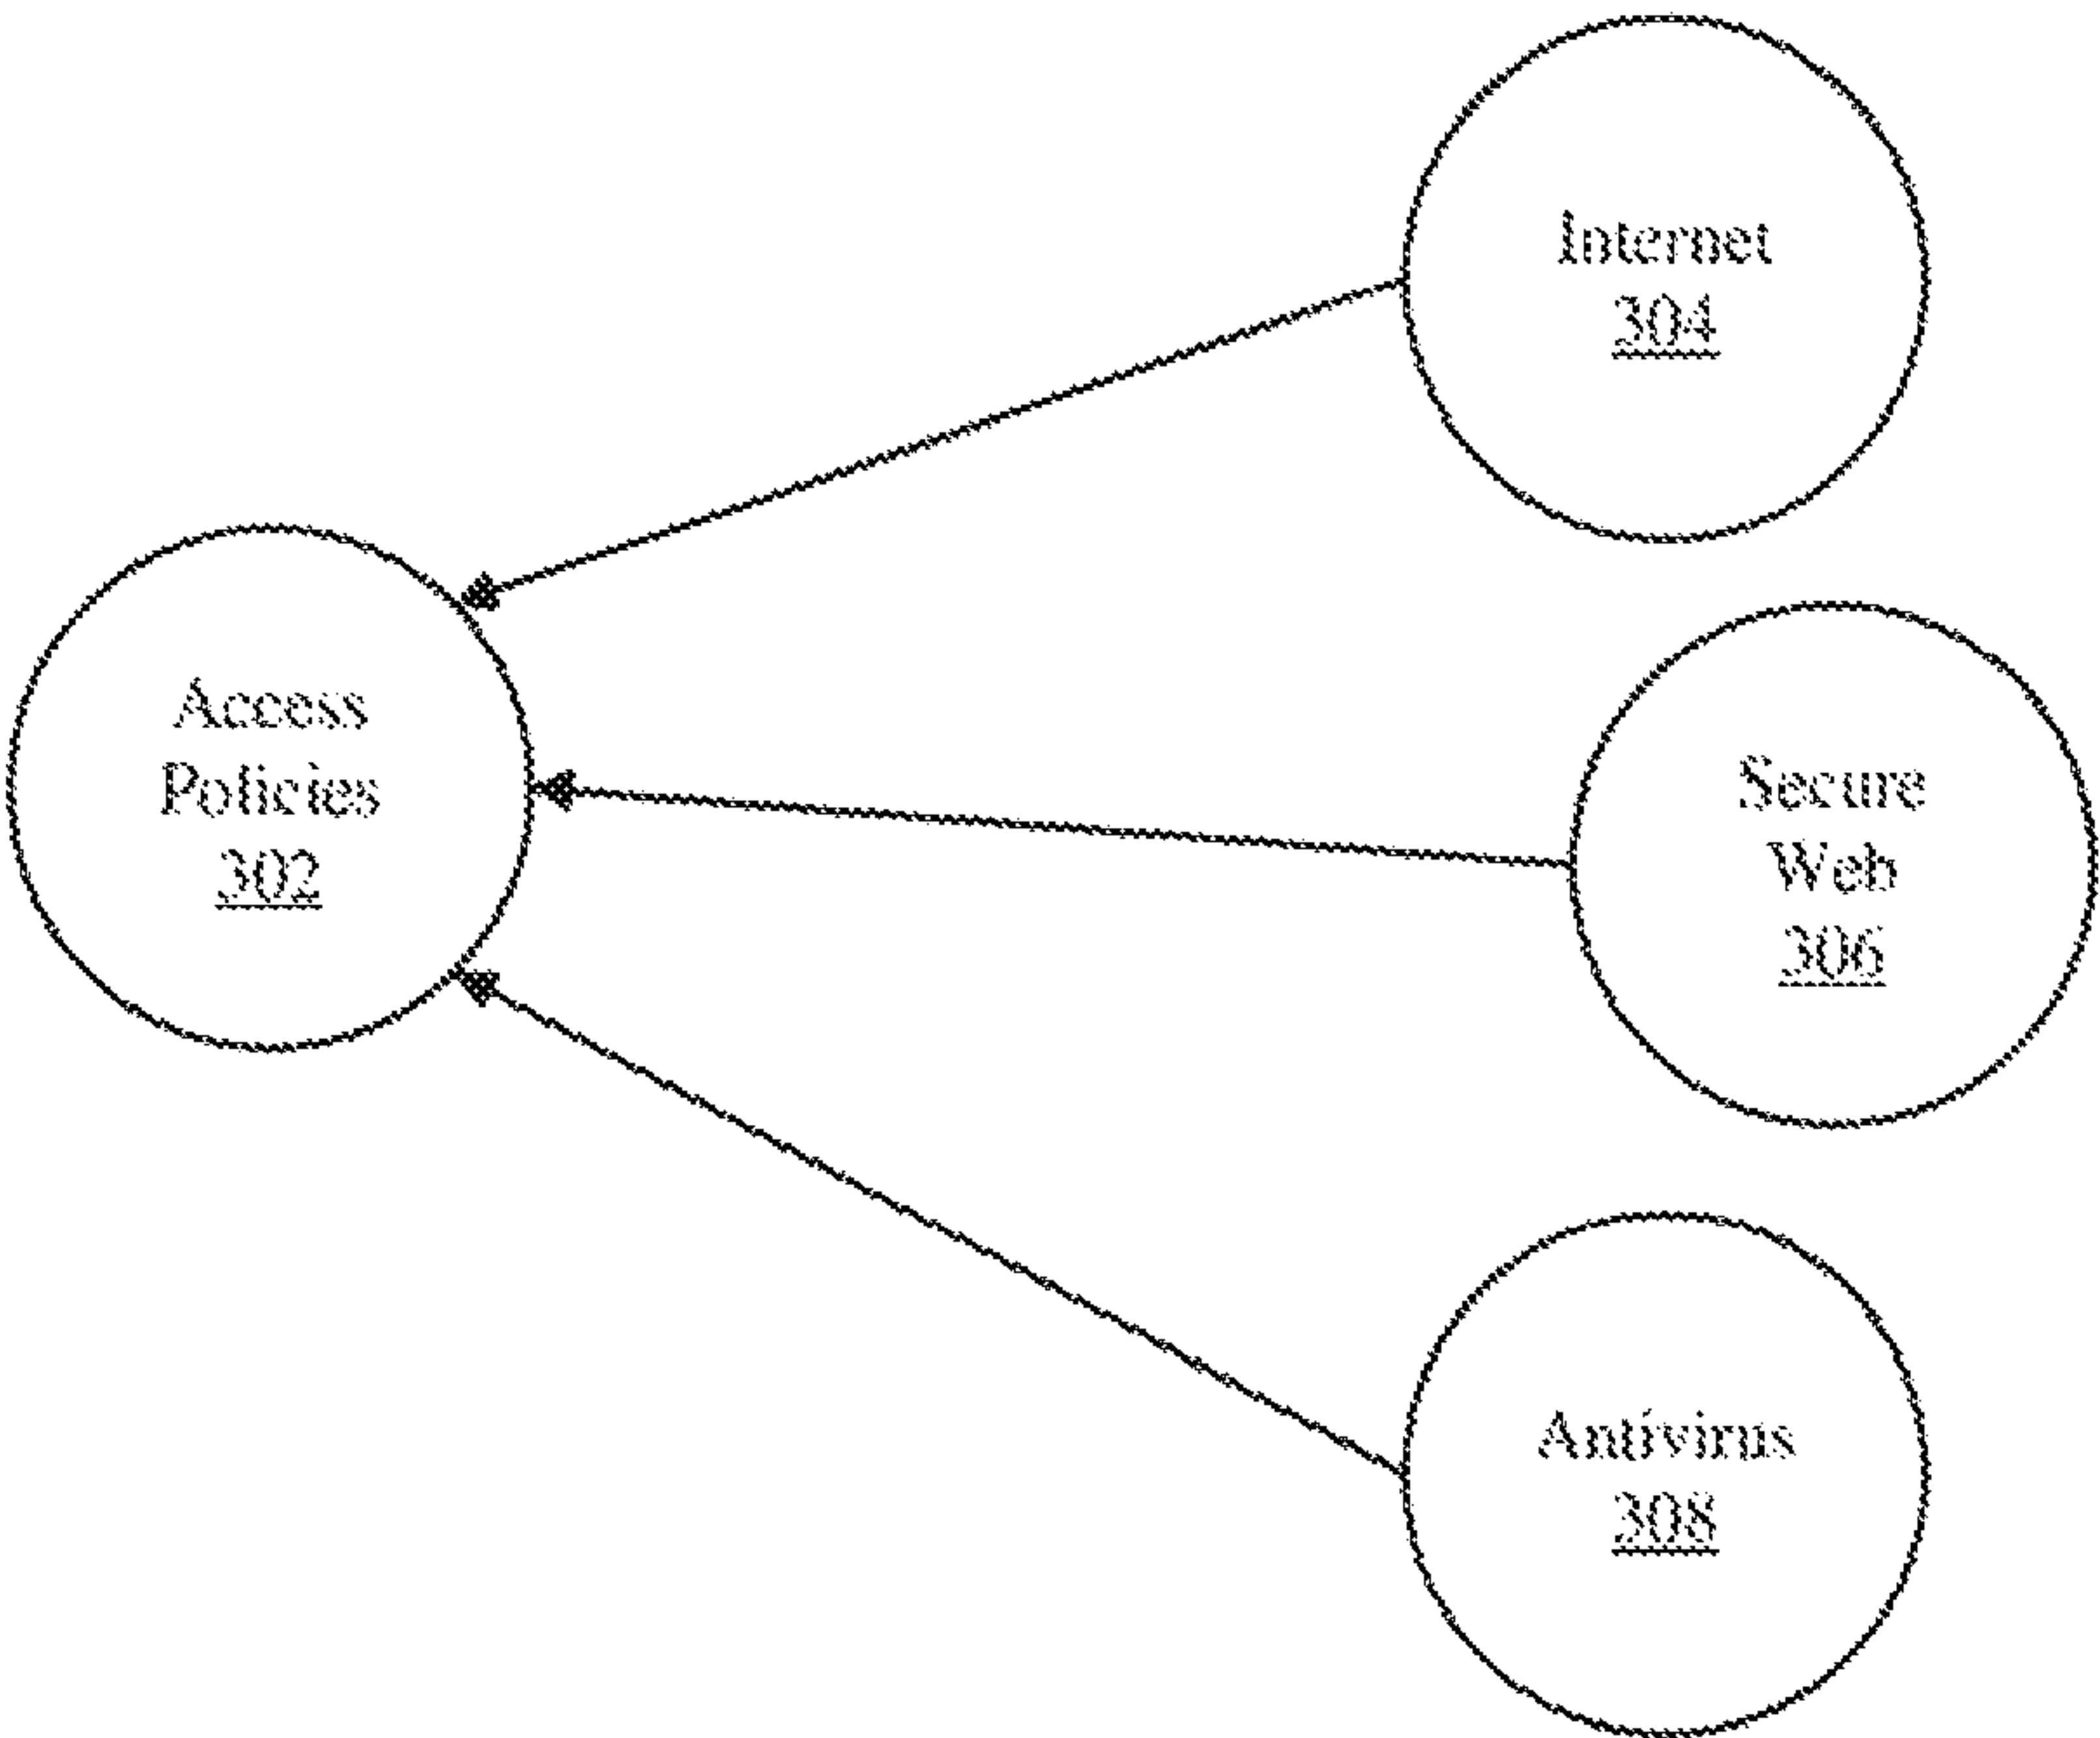 Internet
304
Access
Policies
302
Secure
Web
306
Antivirus
308